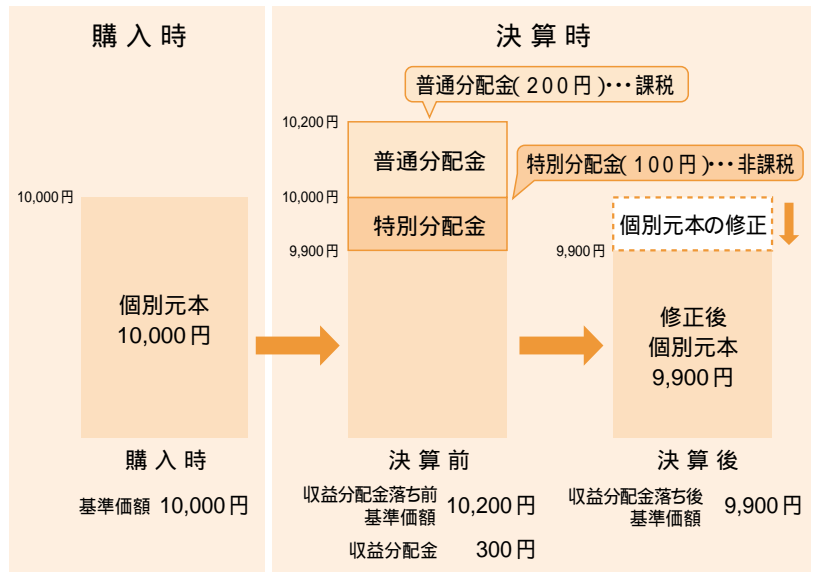 購入時
決算時
普通分配金(200円)･･･課税
10,200円
普通分配金
特別分配金(100円)･･･非課税
10,000円
10,000円
特別分配金
個別元本の修正
9,900円
9,900円
個別元本
10,000円
修正後
個別元本
9,900円
購入時
基準価額 10,000円
決算前
収益分配金落ち前
基準価額
10,200円
収益分配金 300円
決算後
収益分配金落ち後
基準価額
9,900円